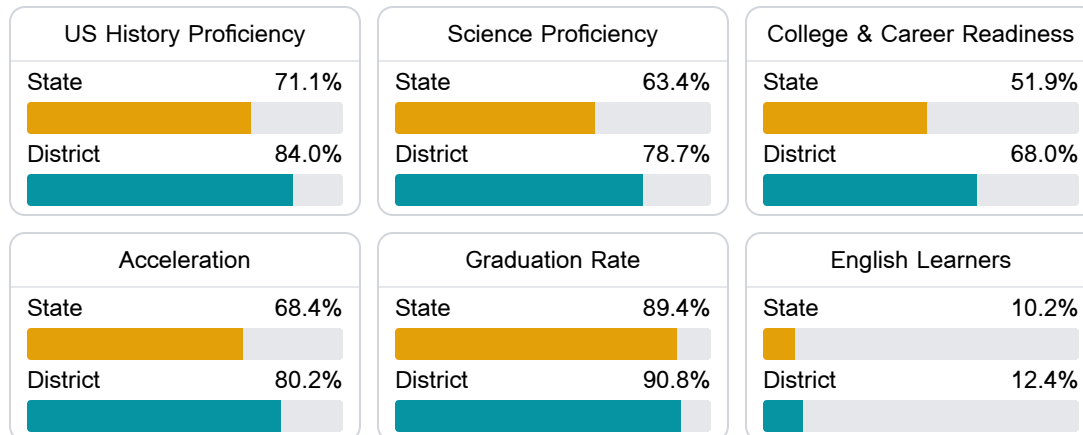 US History Proficiency
State 71.1%
District 84.0%
Science Proficiency
State 63.4%
District 78.7%
College & Career Readiness
State 51.9%
District 68.0%
Acceleration
State 68.4%
District 80.2%
Graduation Rate
State 89.4%
District 90.8%
English Learners
State 10.2%
District 12.4%